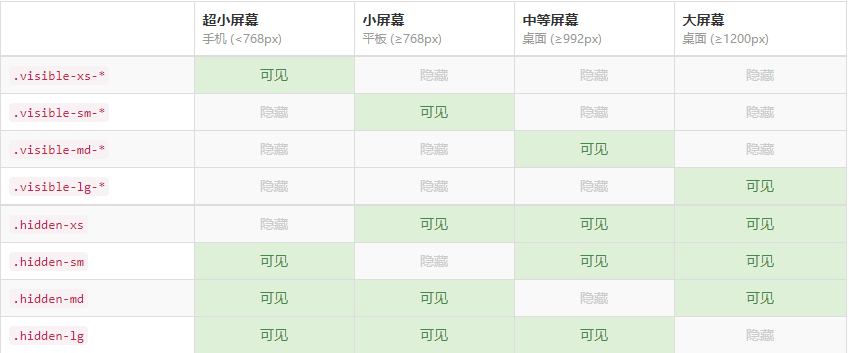 超小屏幕 小屏幕 中等屏幕 大屏幕
手机 (<768px) 平板 (≥768px) 桌面 (≥992px) 桌面 (≥1200px)
.visible-xs-* 可见 隐藏 隐藏 隐藏
.visible-sm-* 隐藏 可见 隐藏 隐藏
.visible-md-* 隐藏 隐藏 可见 隐藏
.visible-lg-* 隐藏 隐藏 隐藏 可见
.hidden-xs 隐藏 可见 可见 可见
.hidden-sm 可见 隐藏 可见 可见
.hidden-md 可见 可见 隐藏 可见
.hidden-lg 可见 可见 可见 隐藏